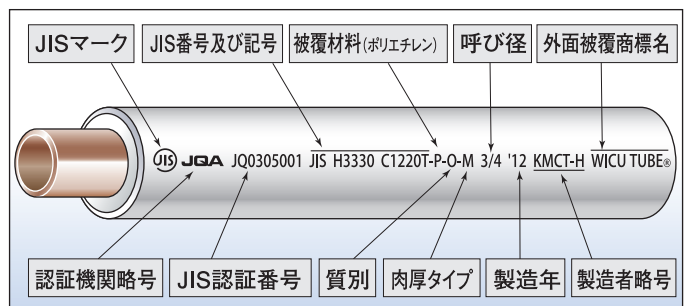 JISマーク JIS番号及び記号 被覆材料(ポリエチレン) 呼び径 外面被覆商標名
JIS JQA JQ0305001 JIS H3330 C1220T-P-O-M 3/4 '12 KMCT-H WICU TUBE®
認証機関略号 JIS認証番号 質別 肉厚タイプ 製造年 製造者略号